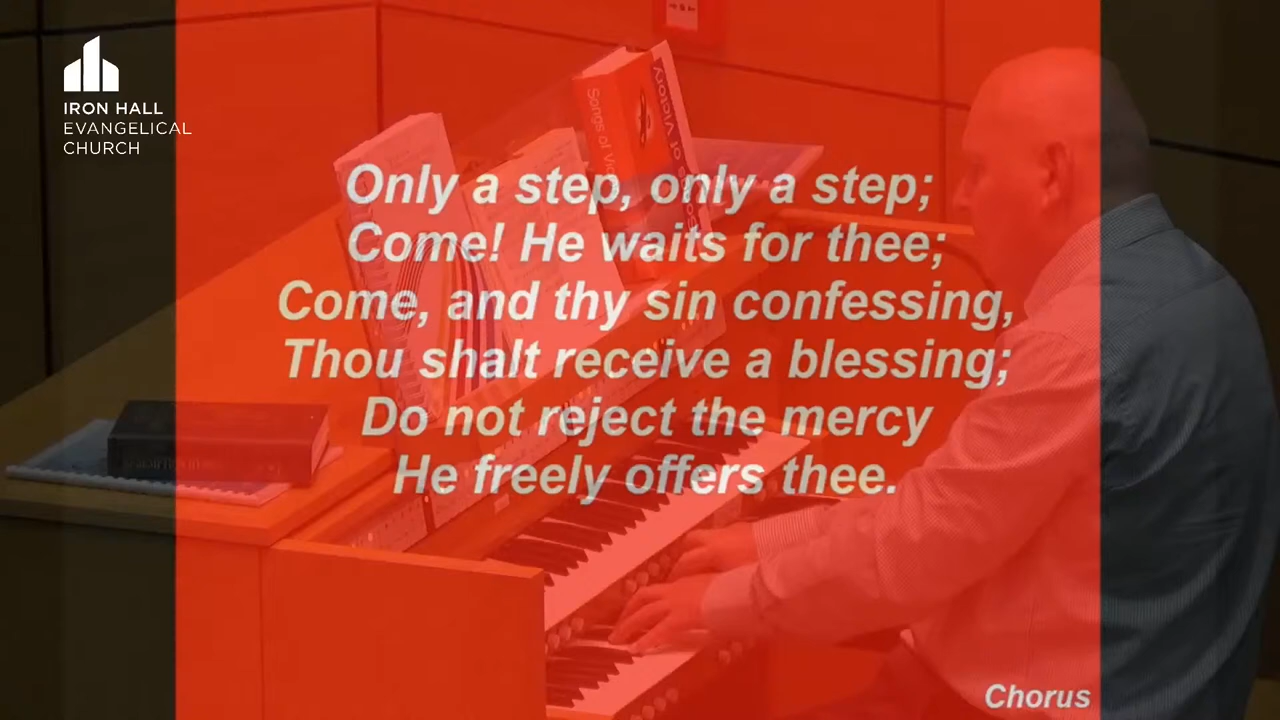 IRON HALL
EVANGELICAL
CHURCH
Songs of Victory
Only a step, only a step;
Come! He waits for thee;
Come, and thy sin confessing,
Thou shalt receive a blessing;
Do not reject the mercy
He freely offers thee.
Chorus